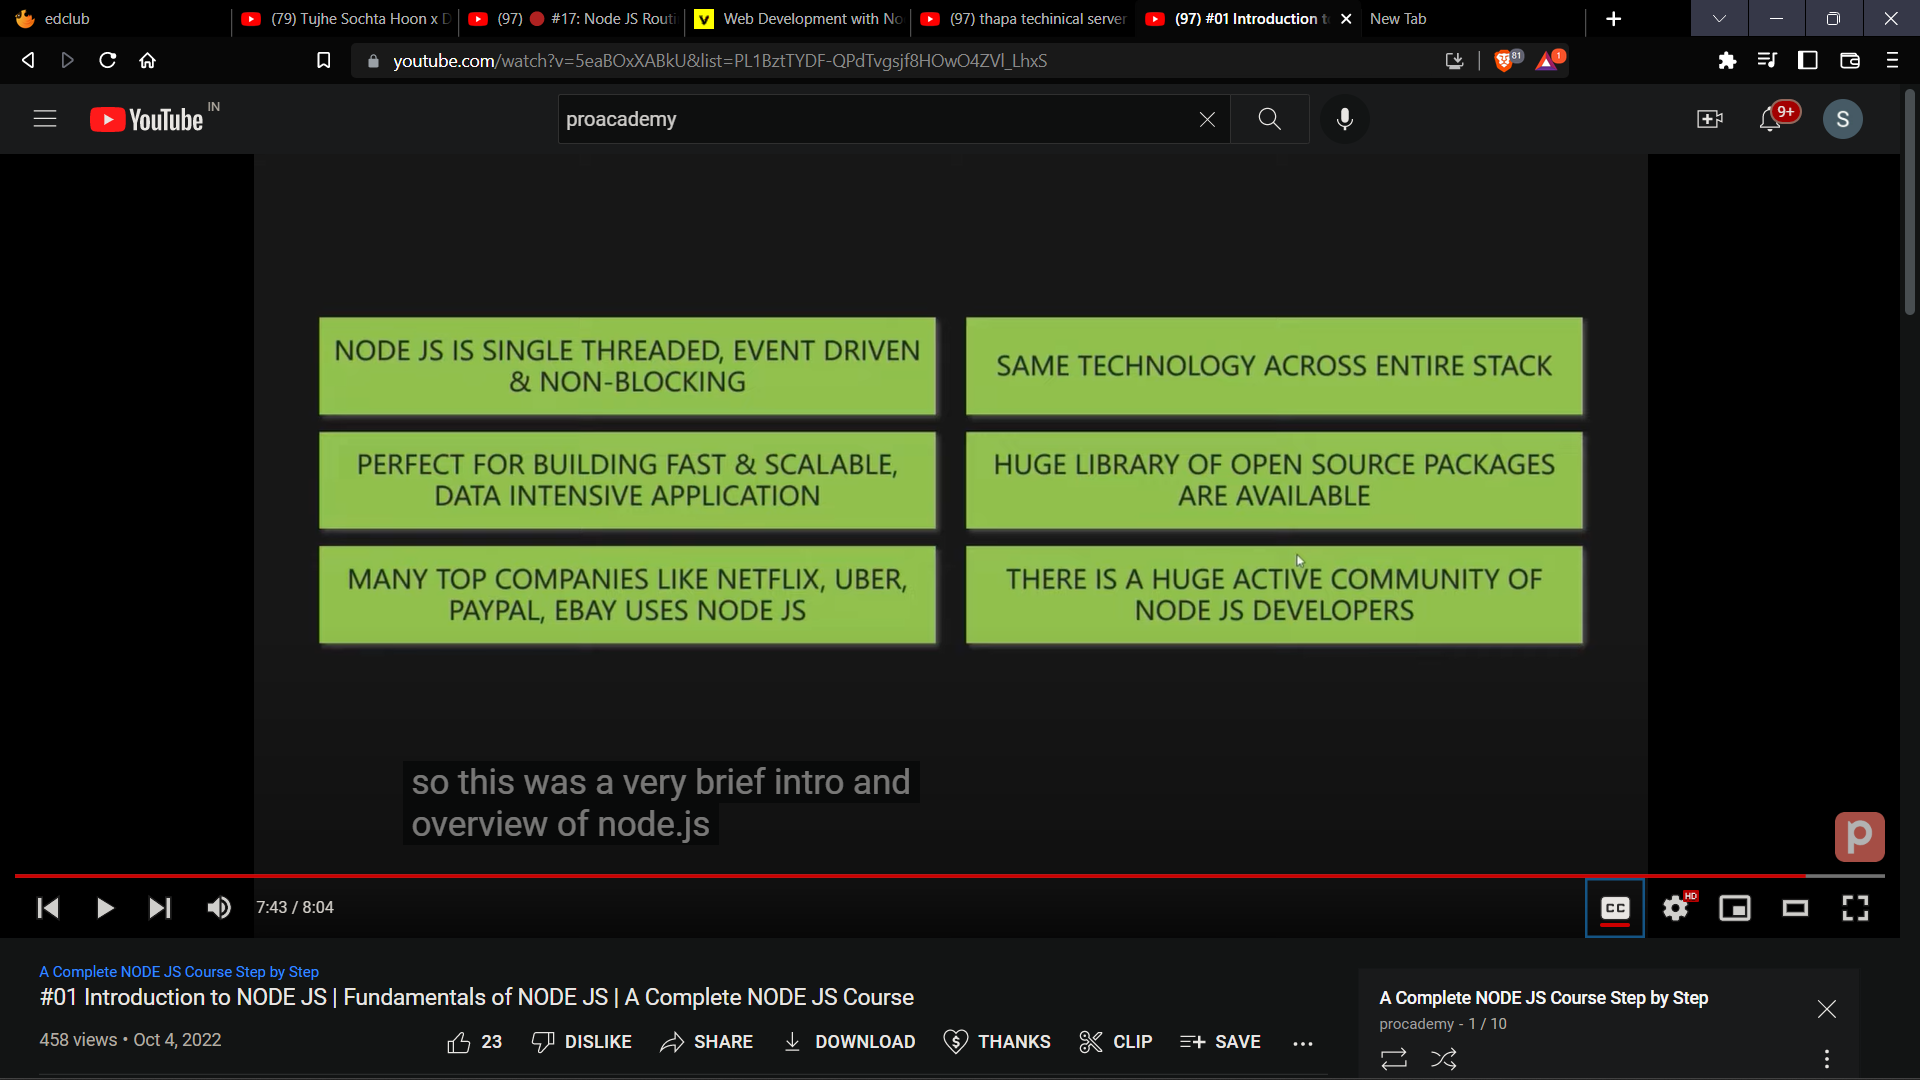 edclub
(79) Tujhe Sochta Hoon x D
(97) 🔴 #17: Node JS Routi
Web Development with No
(97) thapa techinical server
(97) #01 Introduction t
New Tab
youtube.com/watch?v=5eaBOxXABkU&list=PL1BztTYDF-QPdTvgsjf8HOwO4ZVl_LhxS
81
1
YouTube IN
proacademy
9+
S
NODE JS IS SINGLE THREADED, EVENT DRIVEN
& NON-BLOCKING
SAME TECHNOLOGY ACROSS ENTIRE STACK
PERFECT FOR BUILDING FAST & SCALABLE,
DATA INTENSIVE APPLICATION
HUGE LIBRARY OF OPEN SOURCE PACKAGES
ARE AVAILABLE
MANY TOP COMPANIES LIKE NETFLIX, UBER,
PAYPAL, EBAY USES NODE JS
THERE IS A HUGE ACTIVE COMMUNITY OF
NODE JS DEVELOPERS
so this was a very brief intro and
overview of node.js
p
7:43 / 8:04
CC
HD
A Complete NODE JS Course Step by Step
#01 Introduction to NODE JS | Fundamentals of NODE JS | A Complete NODE JS Course
458 views • Oct 4, 2022
23
DISLIKE
SHARE
DOWNLOAD
THANKS
CLIP
SAVE
A Complete NODE JS Course Step by Step
procademy - 1 / 10